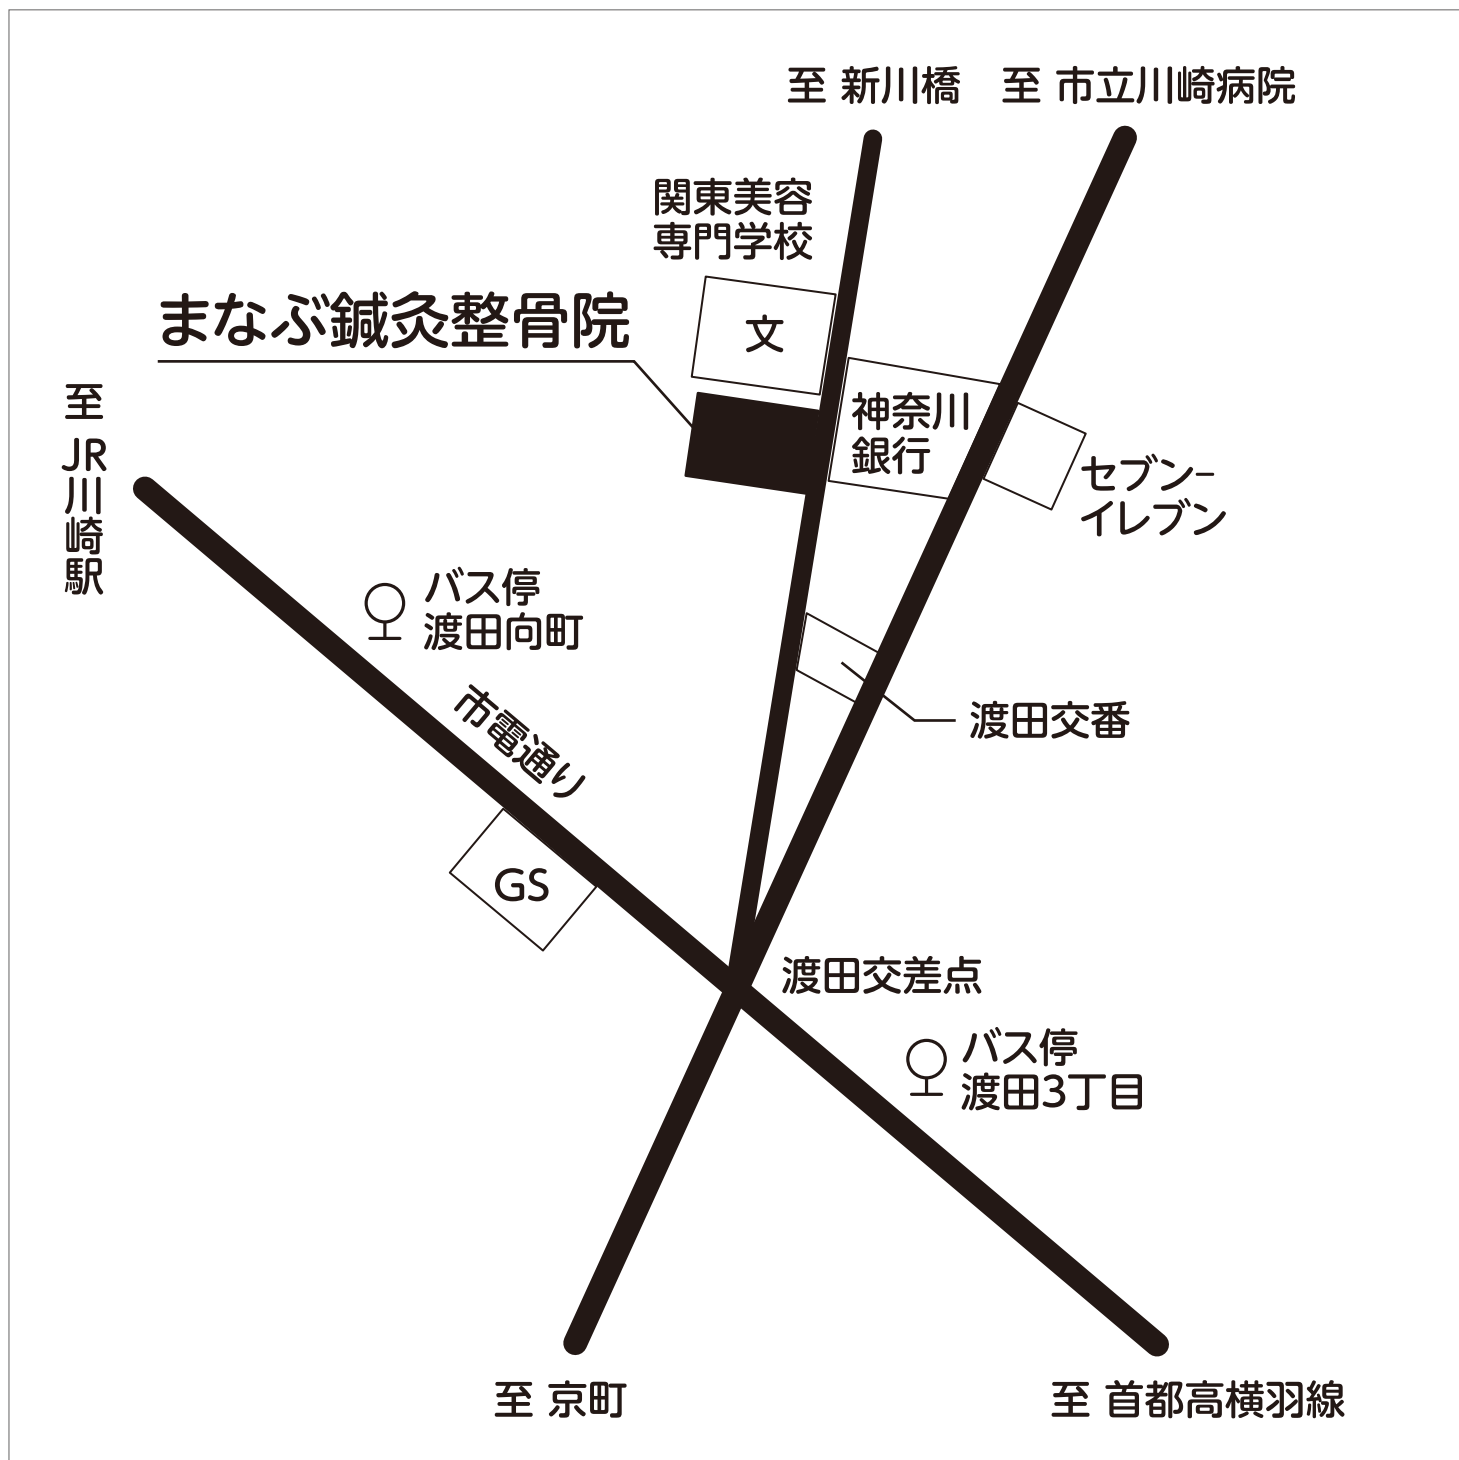 至 新川橋
至 市立川崎病院
関東美容
専門学校
まなぶ鍼灸整骨院
文
神奈川
銀行
セブン-
イレブン
至 JR川崎駅
バス停
渡田向町
市電通り
渡田交番
GS
渡田交差点
バス停
渡田3丁目
至 京町
至 首都高横羽線